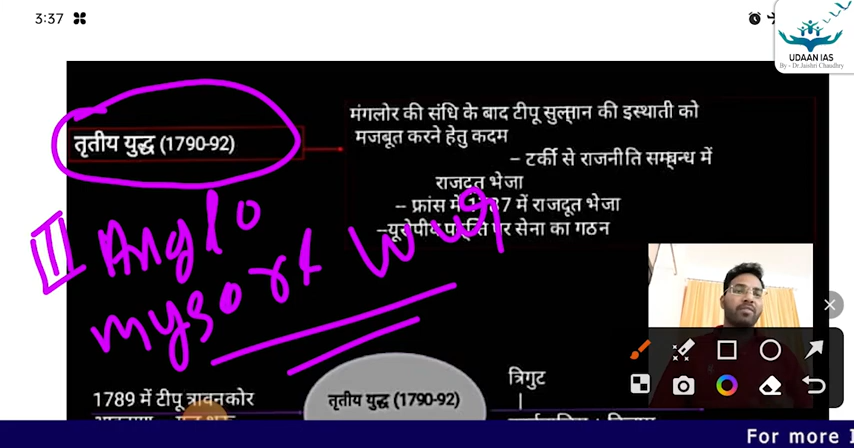 3:37
UDAAN IAS
By - Dr.Jasshri Chaudhry
तृतीय युद्ध (1790-92)
मंगलोर की संधि के बाद टीपू सुल्तान की इस्थाती को
मजबूत करने हेतु कदम
– टर्की से राजनीति सम्बन्ध में
राजदूत भेजा
– फ्रांस में 1787 में राजदूत भेजा
–यूरोपीय पद्धति पर सेना का गठन
III Anglo
mysore war
1789 में टीपू त्रावनकोर
तृतीय युद्ध (1790-92)
त्रिगुट
For more